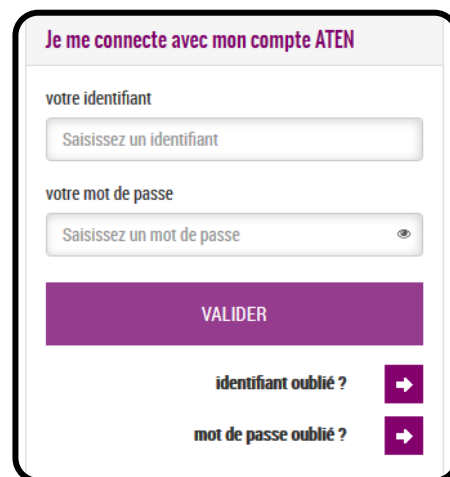 Je me connecte avec mon compte ATEN
votre identifiant
Saisissez un identifiant
votre mot de passe
Saisissez un mot de passe
VALIDER
identifiant oublié ?
mot de passe oublié ?